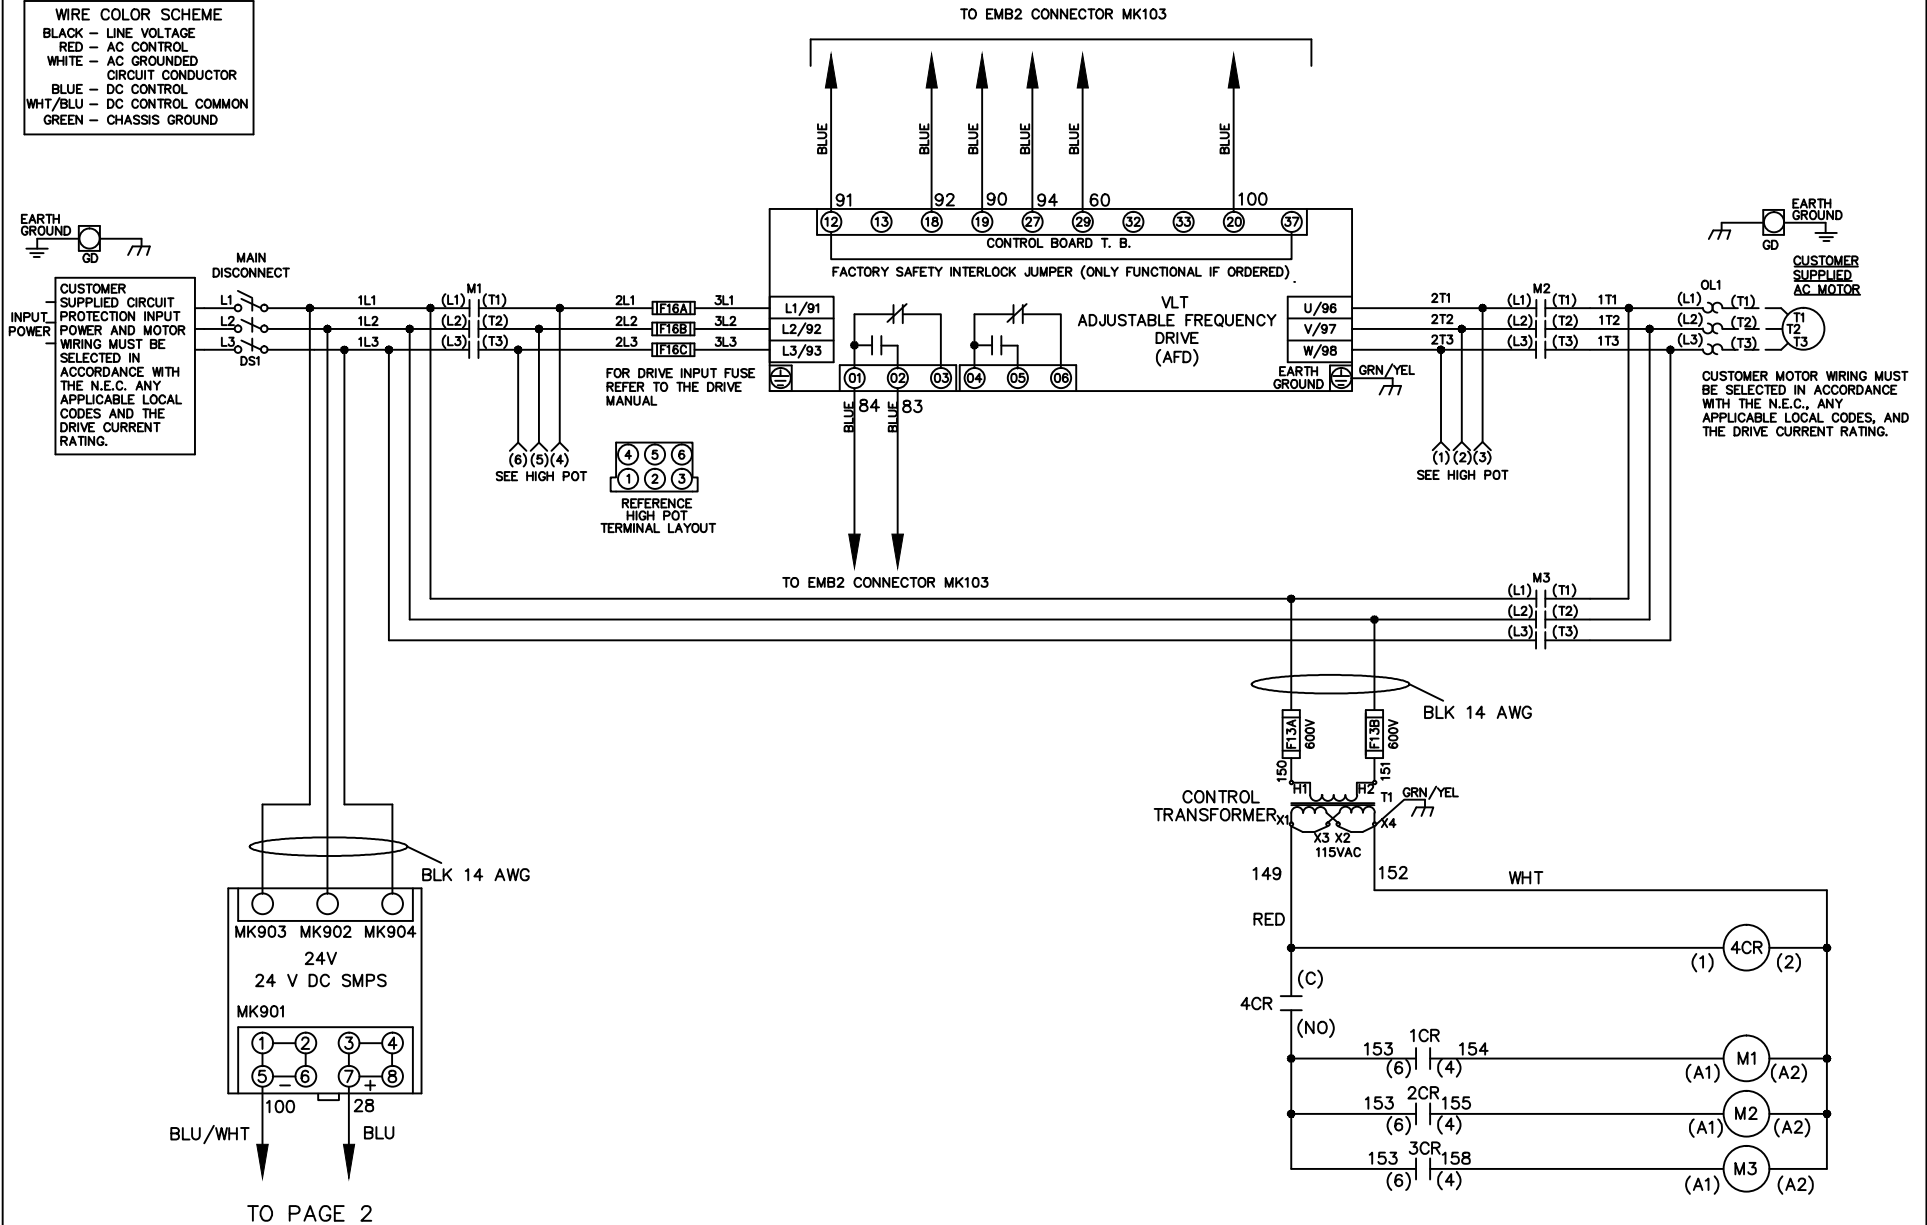 WIRE COLOR SCHEME
BLACK – LINE VOLTAGE
RED – AC CONTROL
WHITE – AC GROUNDED
CIRCUIT CONDUCTOR
BLUE – DC CONTROL
WHT/BLU – DC CONTROL COMMON
GREEN – CHASSIS GROUND
TO EMB2 CONNECTOR MK103
BLUE BLUE BLUE BLUE BLUE BLUE
91 92 90 94 60 100
12 13 18 19 27 29 32 33 20 37
CONTROL BOARD T. B.
FACTORY SAFETY INTERLOCK JUMPER (ONLY FUNCTIONAL IF ORDERED)
EARTH
GROUND
GD
MAIN
DISCONNECT
CUSTOMER
SUPPLIED CIRCUIT
PROTECTION INPUT
POWER AND MOTOR
WIRING MUST BE
SELECTED IN
ACCORDANCE WITH
THE N.E.C. ANY
APPLICABLE LOCAL
CODES AND THE
DRIVE CURRENT
RATING.
INPUT
POWER
M1
L1 1L1 (L1) (T1) 2L1 F16A 3L1 L1/91
L2 1L2 (L2) (T2) 2L2 F16B 3L2 L2/92
L3 1L3 (L3) (T3) 2L3 F16C 3L3 L3/93
DS1
FOR DRIVE INPUT FUSE
REFER TO THE DRIVE
MANUAL
VLT
ADJUSTABLE FREQUENCY
DRIVE
(AFD)
01 02 03 04 05 06
BLUE 84 BLUE 83
EARTH
GROUND
GRN/YEL
M2
OL1
U/96 2T1 (L1) (T1) 1T1 (L1) (T1) T1
V/97 2T2 (L2) (T2) 1T2 (L2) (T2) T2
W/98 2T3 (L3) (T3) 1T3 (L3) (T3) T3
EARTH
GROUND
GD
CUSTOMER
SUPPLIED
AC MOTOR
CUSTOMER MOTOR WIRING MUST
BE SELECTED IN ACCORDANCE
WITH THE N.E.C., ANY
APPLICABLE LOCAL CODES, AND
THE DRIVE CURRENT RATING.
(6) (5) (4)
SEE HIGH POT
4 5 6
1 2 3
REFERENCE
HIGH POT
TERMINAL LAYOUT
(1) (2) (3)
SEE HIGH POT
TO EMB2 CONNECTOR MK103
M3
(L1) (T1)
(L2) (T2)
(L3) (T3)
BLK 14 AWG
F13A 600V F13B 600V
150 151
H1 H2 T1 GRN/YEL
CONTROL
TRANSFORMER
X1 X3 X2 X4
115VAC
149 152 WHT
RED
4CR
(1) (2)
(C)
4CR
(NO)
1CR
153 154
(6) (4)
M1
(A1) (A2)
2CR
153 155
(6) (4)
M2
(A1) (A2)
3CR
153 158
(6) (4)
M3
(A1) (A2)
BLK 14 AWG
MK903 MK902 MK904
24V
24 V DC SMPS
MK901
1 2 3 4
5 – 6 7 + 8
100 28
BLU/WHT BLU
TO PAGE 2